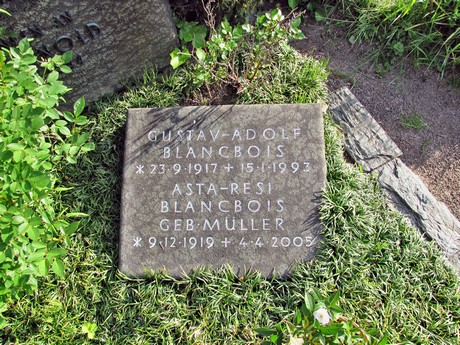 NOLD
GUSTAV-ADOLF
BLANCBOIS
*23·9·1917 + 15·1·1993
ASTA-RESI
BLANCBOIS
GEB·MÜLLER
*9·12·1919 + 4·4·2005